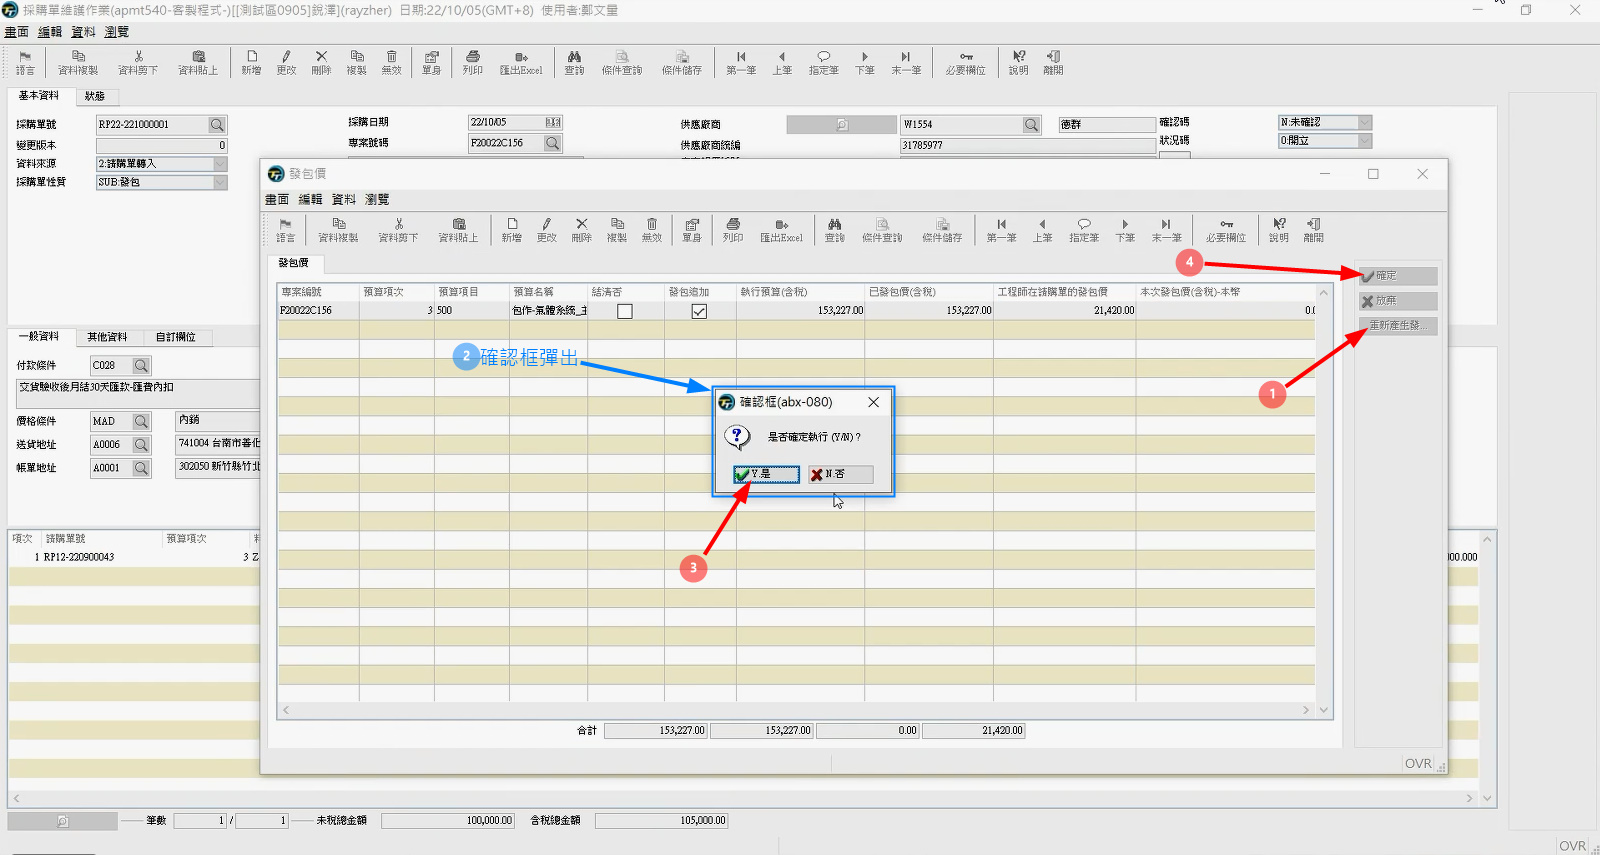 採購單維護作業(apmt540-客製程式-)[[測試區0905]銳澤](rayzher) 日期:22/10/05(GMT+8) 使用者:鄭文量
畫面 編輯 資料 瀏覽
語言 資料複製 資料剪下 資料貼上 新增 更改 刪除 複製 無效 單身 列印 匯出Excel 查詢 條件查詢 條件儲存 第一筆 上筆 指定筆 下筆 末一筆 必要欄位 說明 離開
基本資料 狀態
採購單號 RP22-221000001 採購日期 22/10/05 供應廠商 W1554 德群 確認碼 N:未確認
變更版本 0 專案號碼 F20022C156 供應廠商統編 31785977 狀況碼 0:開立
資料來源 2:請購單轉入
採購單性質 SUB:發包
發包價
畫面 編輯 資料 瀏覽
語言 資料複製 資料剪下 資料貼上 新增 更改 刪除 複製 無效 單身 列印 匯出Excel 查詢 條件查詢 條件儲存 第一筆 上筆 指定筆 下筆 末一筆 必要欄位 說明 離開
發包價
4
確定
放棄
重新產生發...
1
專案編號 預算項次 預算項目 預算名稱 結清否 發包追加 執行預算(含稅) 已發包價(含稅) 工程師在請購單的發包價 本次發包價(含稅)-本幣
F20022C156 3 500 包作-氣體系統_主 153,227.00 153,227.00 21,420.00 0.0
2 確認框彈出
確認框(abx-080)
是否確定執行 (Y/N) ?
Y.是 N.否
3
合計 153,227.00 153,227.00 0.00 21,420.00
OVR
一般資料 其他資料 自訂欄位
付款條件 C028
交貨驗收後月結30天匯款-匯費內扣
價格條件 MAD 內銷
送貨地址 A0006 741004 台南市善化
帳單地址 A0001 302050 新竹縣竹北
項次 請購單號 預算項次
1 RP12-220900043 3 Z 000.000
筆數 1 / 1 未稅總金額 100,000.00 含稅總金額 105,000.00
OVR